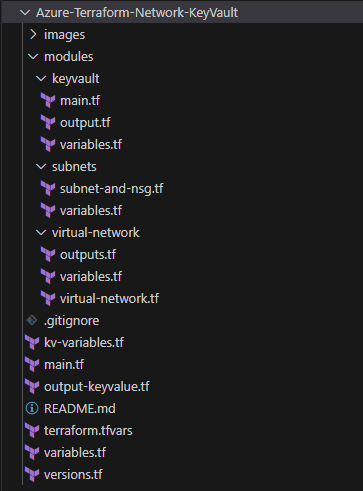 Azure-Terraform-Network-KeyVault
images
modules
keyvault
main.tf
output.tf
variables.tf
subnets
subnet-and-nsg.tf
variables.tf
virtual-network
outputs.tf
variables.tf
virtual-network.tf
.gitignore
kv-variables.tf
main.tf
output-keyvalue.tf
README.md
terraform.tfvars
variables.tf
versions.tf